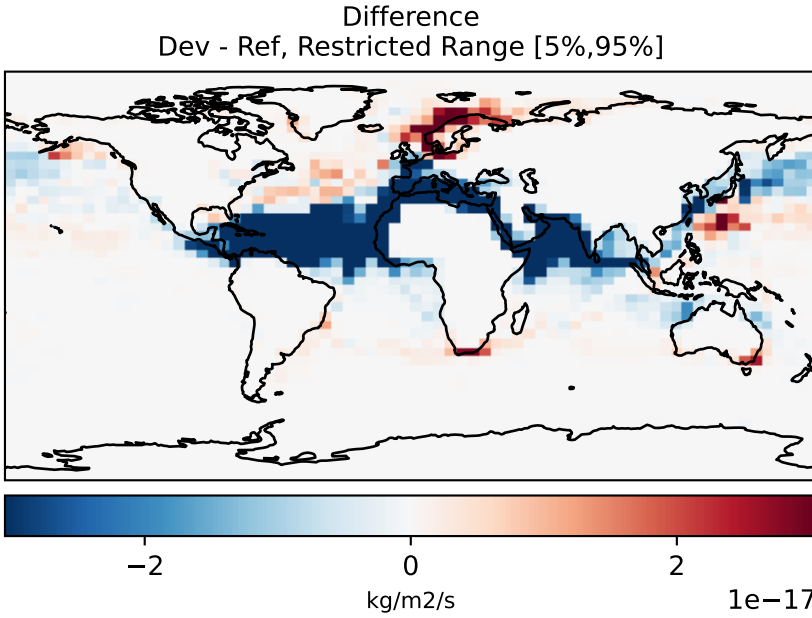 Difference
Dev - Ref, Restricted Range [5%,95%]
−2 0 2
kg/m2/s 1e−17